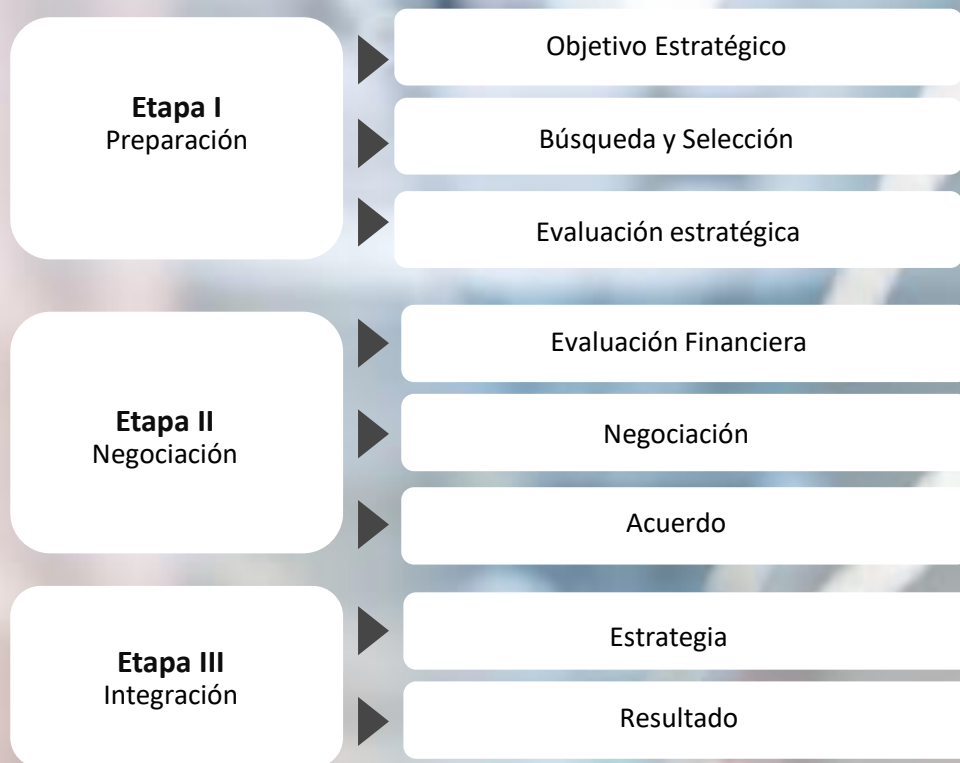 Etapa I
Preparación
Objetivo Estratégico
Búsqueda y Selección
Evaluación estratégica
Etapa II
Negociación
Evaluación Financiera
Negociación
Acuerdo
Etapa III
Integración
Estrategia
Resultado